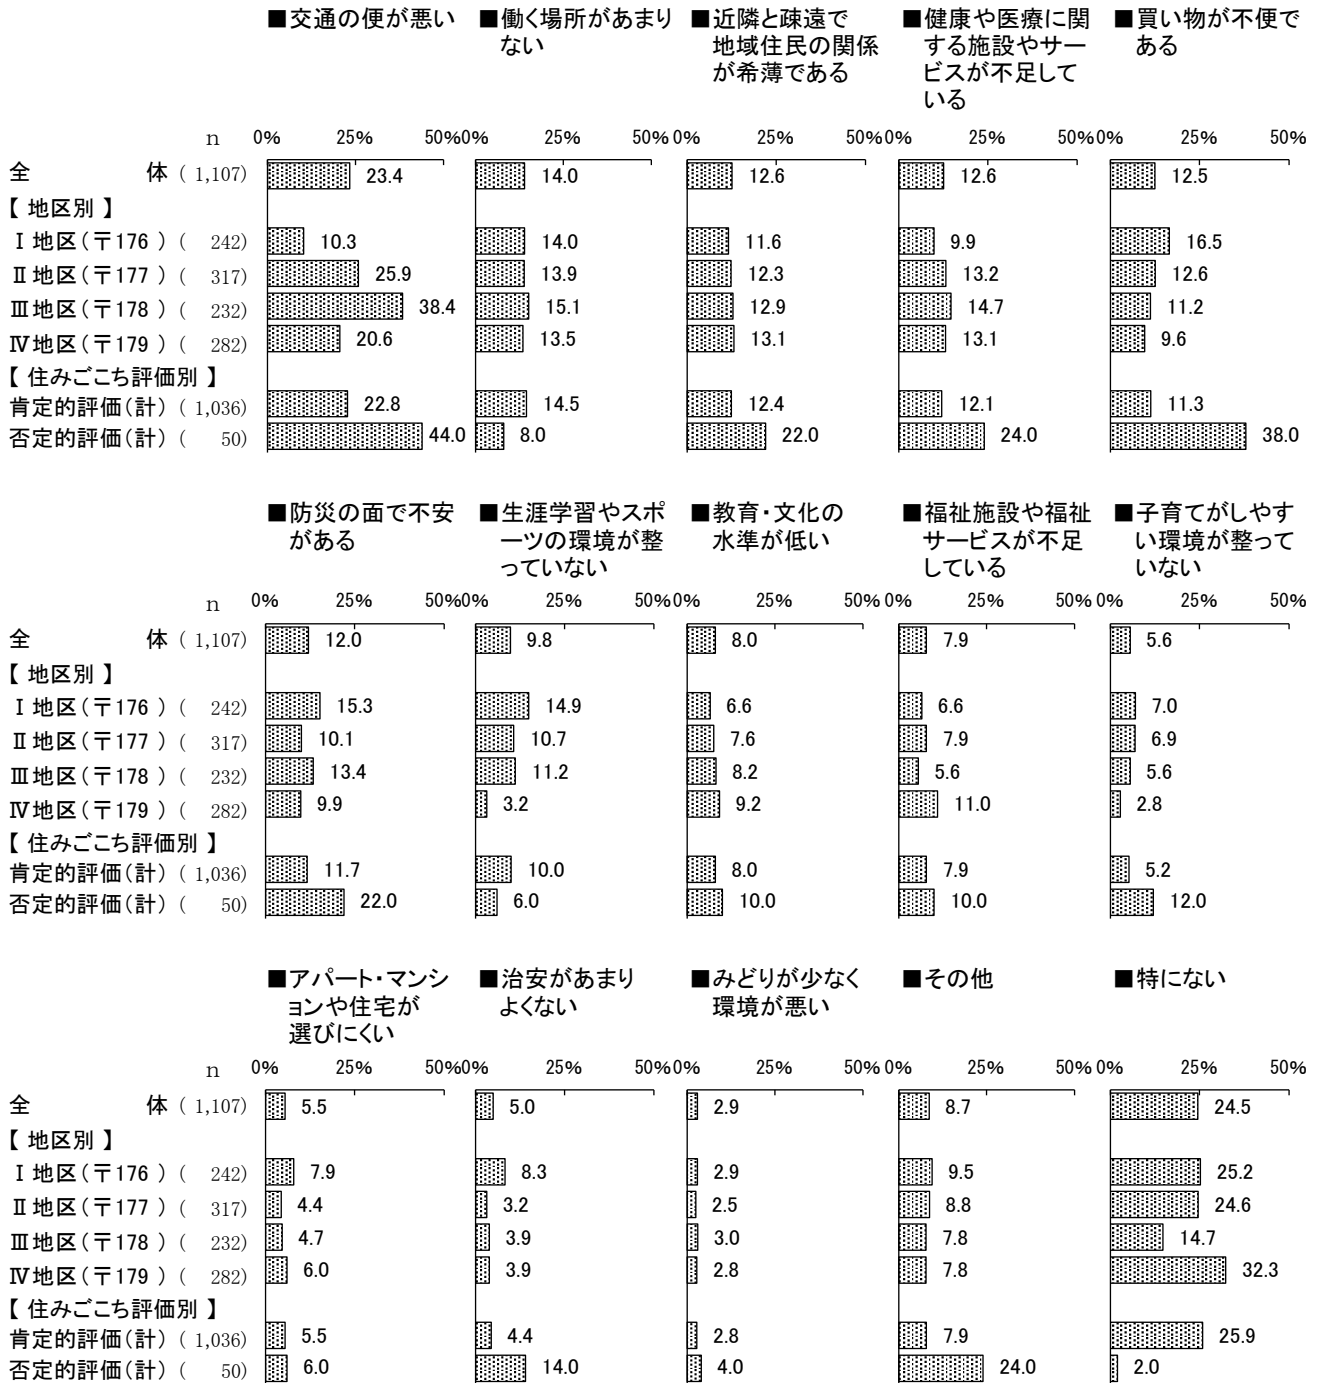 ■交通の便が悪い ■働く場所があまりない ■近隣と疎遠で地域住民の関係が希薄である ■健康や医療に関する施設やサービスが不足している ■買い物が不便である
n 0% 25% 50% 0% 25% 50% 0% 25% 50% 0% 25% 50% 0% 25% 50%
全体 ( 1,107) 23.4 14.0 12.6 12.6 12.5
【 地区別 】
Ⅰ地区(〒176 ) ( 242) 10.3 14.0 11.6 9.9 16.5
Ⅱ地区(〒177 ) ( 317) 25.9 13.9 12.3 13.2 12.6
Ⅲ地区(〒178 ) ( 232) 38.4 15.1 12.9 14.7 11.2
Ⅳ地区(〒179 ) ( 282) 20.6 13.5 13.1 13.1 9.6
【 住みごこち評価別 】
肯定的評価(計) ( 1,036) 22.8 14.5 12.4 12.1 11.3
否定的評価(計) ( 50) 44.0 8.0 22.0 24.0 38.0
■防災の面で不安がある ■生涯学習やスポーツの環境が整っていない ■教育・文化の水準が低い ■福祉施設や福祉サービスが不足している ■子育てがしやすい環境が整っていない
n 0% 25% 50% 0% 25% 50% 0% 25% 50% 0% 25% 50% 0% 25% 50%
全体 ( 1,107) 12.0 9.8 8.0 7.9 5.6
【 地区別 】
Ⅰ地区(〒176 ) ( 242) 15.3 14.9 6.6 6.6 7.0
Ⅱ地区(〒177 ) ( 317) 10.1 10.7 7.6 7.9 6.9
Ⅲ地区(〒178 ) ( 232) 13.4 11.2 8.2 5.6 5.6
Ⅳ地区(〒179 ) ( 282) 9.9 3.2 9.2 11.0 2.8
【 住みごこち評価別 】
肯定的評価(計) ( 1,036) 11.7 10.0 8.0 7.9 5.2
否定的評価(計) ( 50) 22.0 6.0 10.0 10.0 12.0
■アパート・マンションや住宅が選びにくい ■治安があまりよくない ■みどりが少なく環境が悪い ■その他 ■特にない
n 0% 25% 50% 0% 25% 50% 0% 25% 50% 0% 25% 50% 0% 25% 50%
全体 ( 1,107) 5.5 5.0 2.9 8.7 24.5
【 地区別 】
Ⅰ地区(〒176 ) ( 242) 7.9 8.3 2.9 9.5 25.2
Ⅱ地区(〒177 ) ( 317) 4.4 3.2 2.5 8.8 24.6
Ⅲ地区(〒178 ) ( 232) 4.7 3.9 3.0 7.8 14.7
Ⅳ地区(〒179 ) ( 282) 6.0 3.9 2.8 7.8 32.3
【 住みごこち評価別 】
肯定的評価(計) ( 1,036) 5.5 4.4 2.8 7.9 25.9
否定的評価(計) ( 50) 6.0 14.0 4.0 24.0 2.0